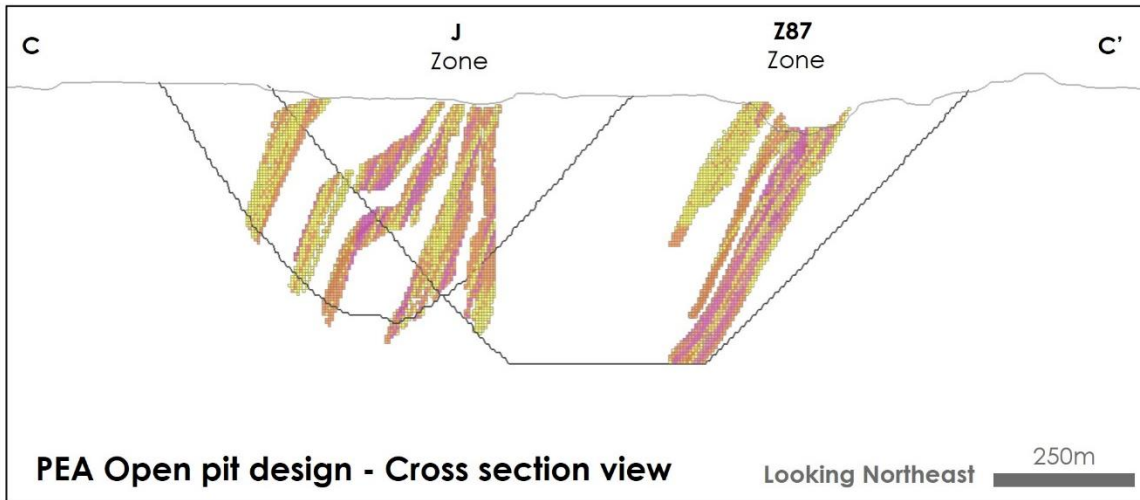 C
J
Zone
Z87
Zone
C'
PEA Open pit design - Cross section view
Looking Northeast
250m